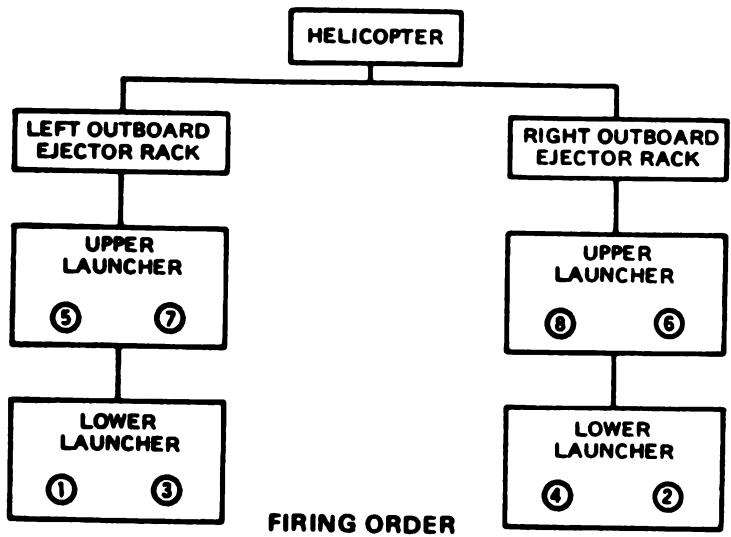 HELICOPTER
LEFT OUTBOARD
EJECTOR RACK
RIGHT OUTBOARD
EJECTOR RACK
UPPER
LAUNCHER
5 7
UPPER
LAUNCHER
8 6
LOWER
LAUNCHER
1 3
LOWER
LAUNCHER
4 2
FIRING ORDER